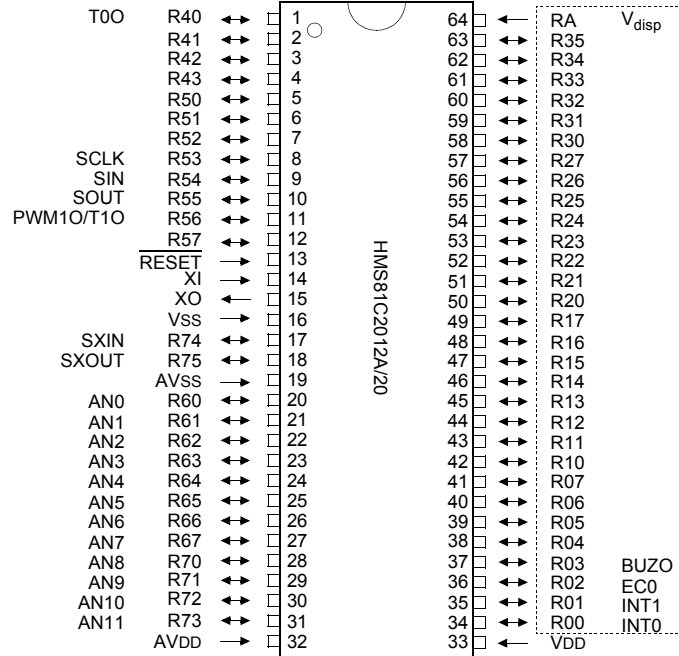 T0O R40 1 64 RA Vdisp
R41 2 63 R35
R42 3 62 R34
R43 4 61 R33
R50 5 60 R32
R51 6 59 R31
R52 7 58 R30
SCLK R53 8 57 R27
SIN R54 9 56 R26
SOUT R55 10 55 R25
PWM1O/T1O R56 11 54 R24
R57 12 53 R23
RESET 13 52 R22
XI 14 51 R21
XO 15 50 R20
VSS 16 49 R17
SXIN R74 17 48 R16
SXOUT R75 18 47 R15
AVSS 19 46 R14
AN0 R60 20 45 R13
AN1 R61 21 44 R12
AN2 R62 22 43 R11
AN3 R63 23 42 R10
AN4 R64 24 41 R07
AN5 R65 25 40 R06
AN6 R66 26 39 R05
AN7 R67 27 38 R04
AN8 R70 28 37 R03 BUZO
AN9 R71 29 36 R02 EC0
AN10 R72 30 35 R01 INT1
AN11 R73 31 34 R00 INT0
AVDD 32 33 VDD
HMS81C2012A/20